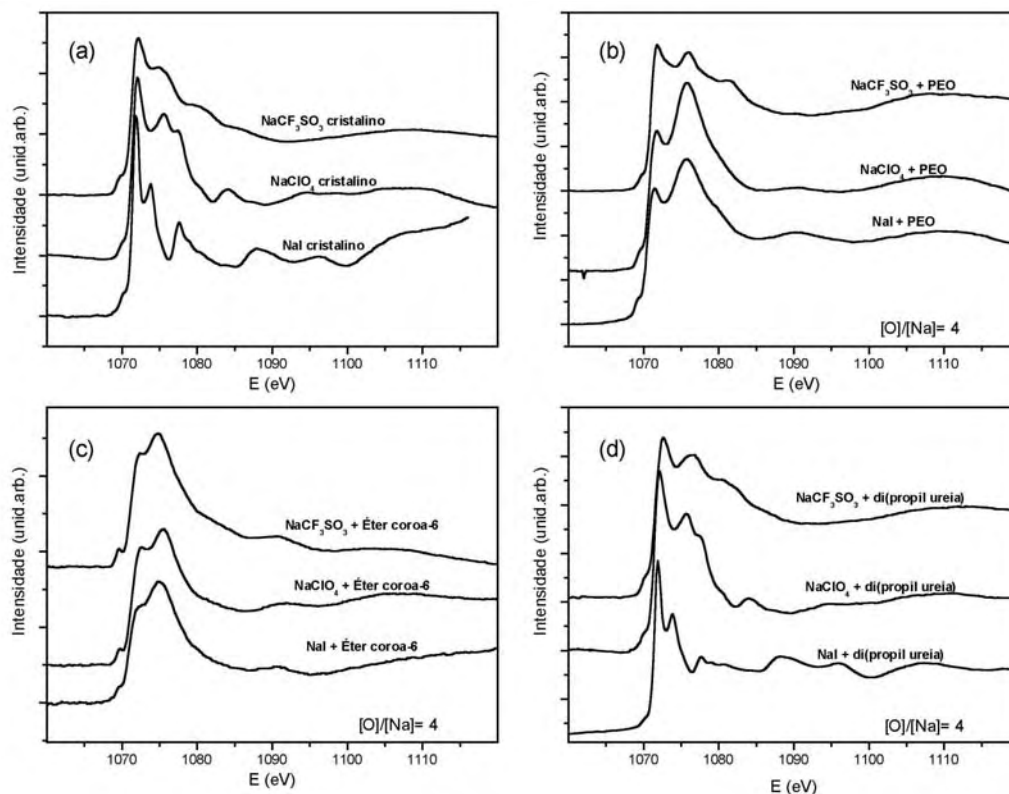 (a)
Intensidade (unid.arb.)
NaCF₃SO₃ cristalino
NaClO₄ cristalino
NaI cristalino
1070 1080 1090 1100 1110
E (eV)
(b)
Intensidade (unid.arb.)
NaCF₃SO₃ + PEO
NaClO₄ + PEO
NaI + PEO
[O]/[Na]= 4
1070 1080 1090 1100 1110
E (eV)
(c)
Intensidade (unid.arb.)
NaCF₃SO₃ + Éter coroa-6
NaClO₄ + Éter coroa-6
NaI + Éter coroa-6
[O]/[Na]= 4
1070 1080 1090 1100 1110
E (eV)
(d)
Intensidade (unid.arb.)
NaCF₃SO₃ + di(propil ureia)
NaClO₄ + di(propil ureia)
NaI + di(propil ureia)
[O]/[Na]= 4
1070 1080 1090 1100 1110
E (eV)